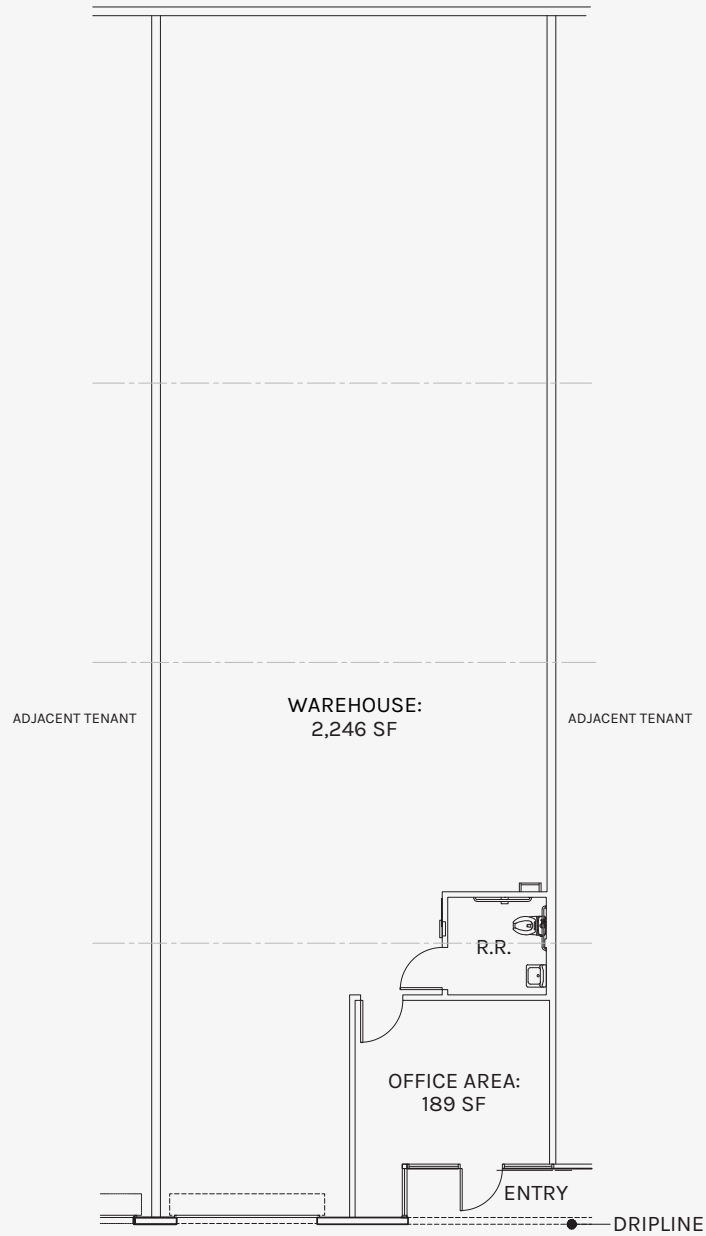 WAREHOUSE:
2,246 SF
ADJACENT TENANT
ADJACENT TENANT
R.R.
OFFICE AREA:
189 SF
ENTRY
DRIPLINE